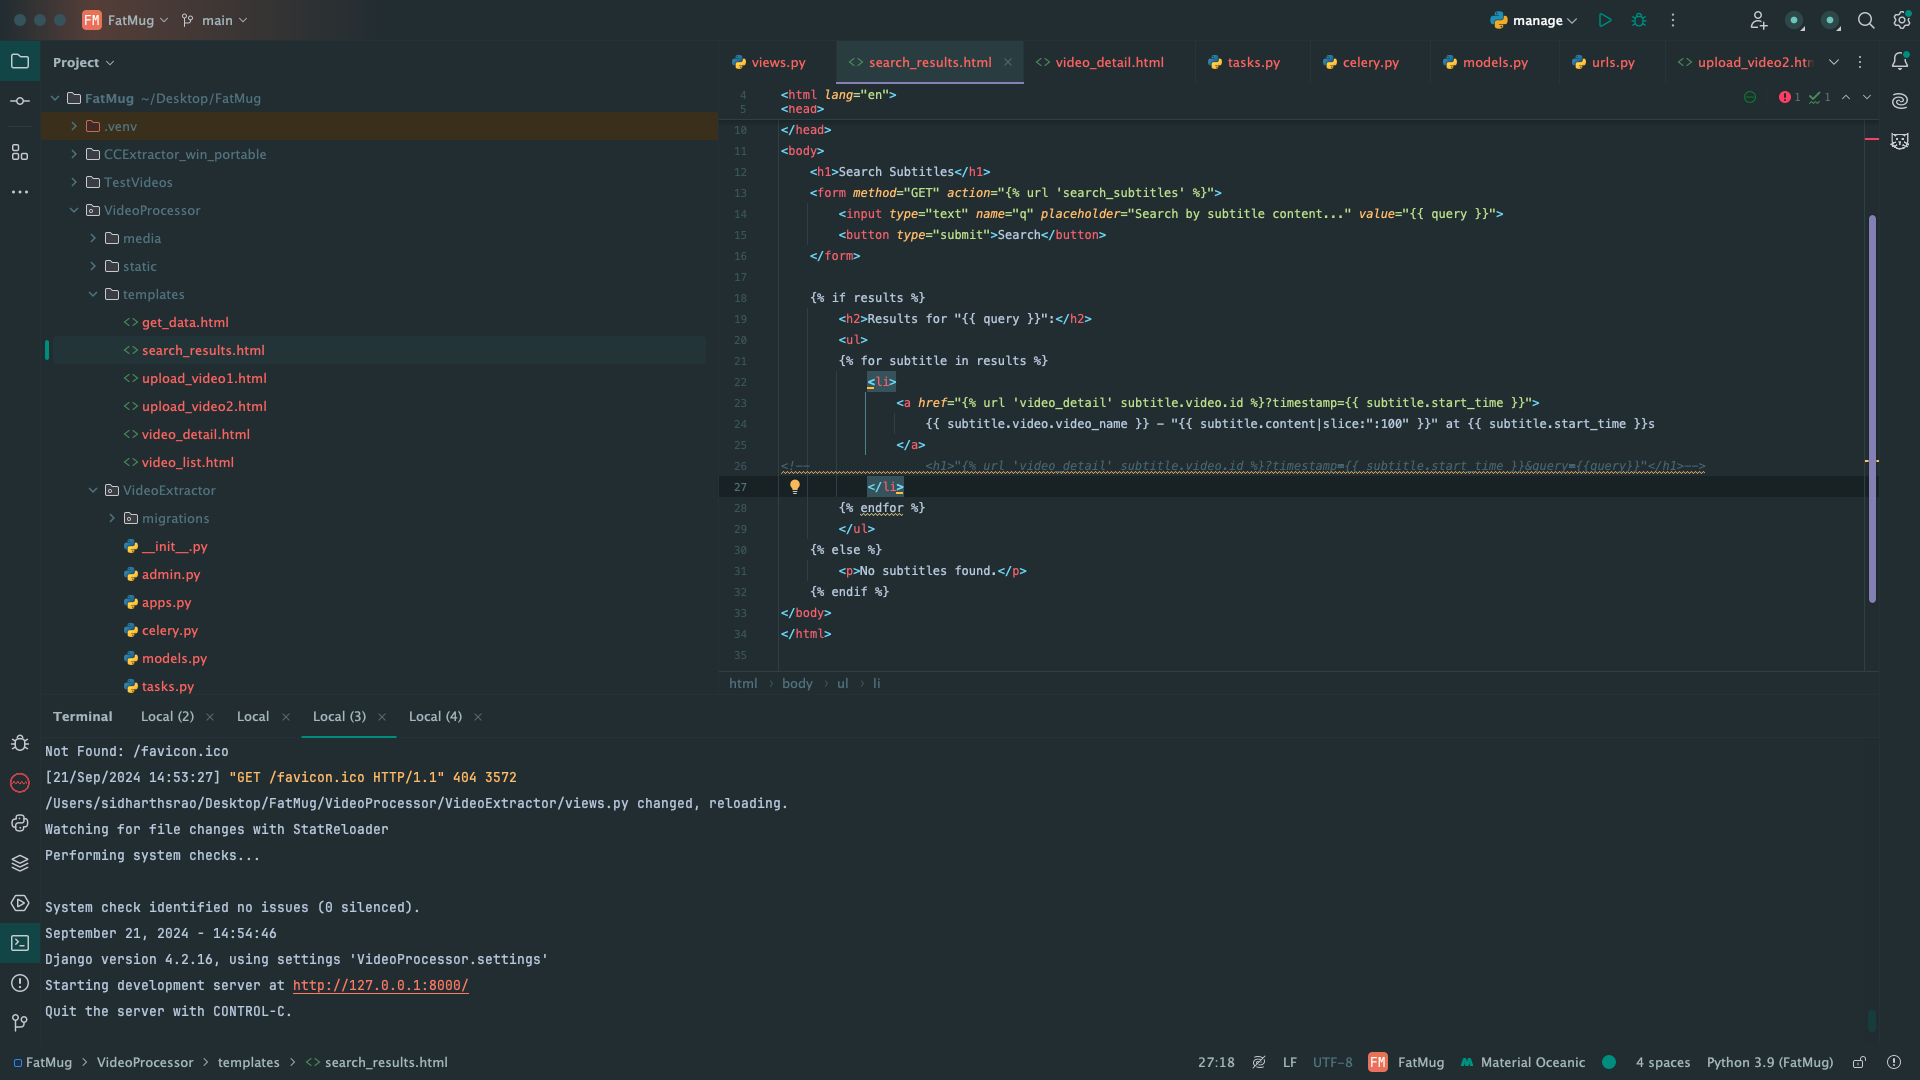 FM FatMug main manage
Project
FatMug ~/Desktop/FatMug
.venv
CCExtractor_win_portable
TestVideos
VideoProcessor
media
static
templates
get_data.html
search_results.html
upload_video1.html
upload_video2.html
video_detail.html
video_list.html
VideoExtractor
migrations
__init__.py
admin.py
apps.py
celery.py
models.py
tasks.py
views.py search_results.html video_detail.html tasks.py celery.py models.py urls.py upload_video2.htm
1 1
4 <html lang="en">
5 <head>
10 </head>
11 <body>
12 <h1>Search Subtitles</h1>
13 <form method="GET" action="{% url 'search_subtitles' %}">
14 <input type="text" name="q" placeholder="Search by subtitle content..." value="{{ query }}">
15 <button type="submit">Search</button>
16 </form>
17
18 {% if results %}
19 <h2>Results for "{{ query }}":</h2>
20 <ul>
21 {% for subtitle in results %}
22 <li>
23 <a href="{% url 'video_detail' subtitle.video.id %}?timestamp={{ subtitle.start_time }}">
24 {{ subtitle.video.video_name }} - "{{ subtitle.content|slice:":100" }}" at {{ subtitle.start_time }}s
25 </a>
26 <!-- <h1>"{% url 'video_detail' subtitle.video.id %}?timestamp={{ subtitle.start_time }}&query={{query}}"</h1>-->
27 </li>
28 {% endfor %}
29 </ul>
30 {% else %}
31 <p>No subtitles found.</p>
32 {% endif %}
33 </body>
34 </html>
35
html › body › ul › li
Terminal Local (2) Local Local (3) Local (4)
Not Found: /favicon.ico
[21/Sep/2024 14:53:27] "GET /favicon.ico HTTP/1.1" 404 3572
/Users/sidharthsrao/Desktop/FatMug/VideoProcessor/VideoExtractor/views.py changed, reloading.
Watching for file changes with StatReloader
Performing system checks...
System check identified no issues (0 silenced).
September 21, 2024 - 14:54:46
Django version 4.2.16, using settings 'VideoProcessor.settings'
Starting development server at http://127.0.0.1:8000/
Quit the server with CONTROL-C.
FatMug › VideoProcessor › templates › search_results.html 27:18 LF UTF-8 FM FatMug Material Oceanic 4 spaces Python 3.9 (FatMug)